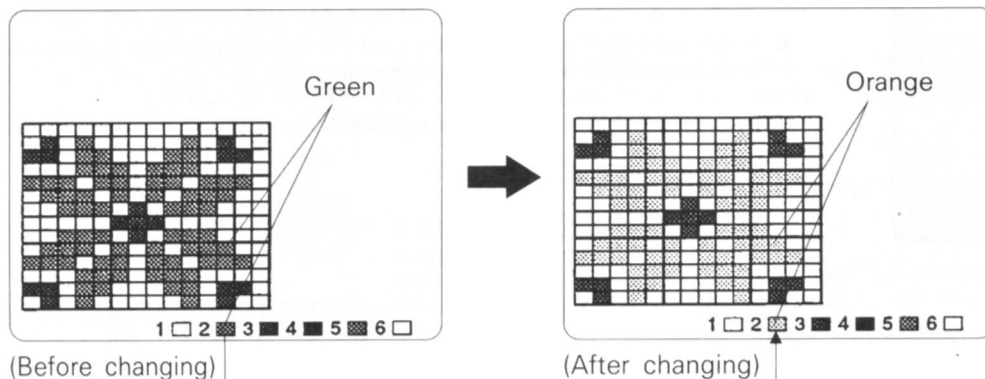 Green
1 2 3 4 5 6
(Before changing)
Orange
1 2 3 4 5 6
(After changing)